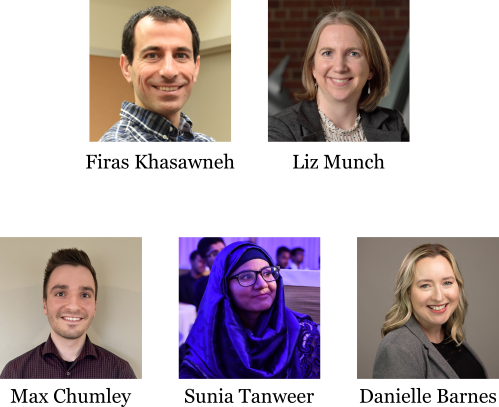 Firas Khasawneh
Liz Munch
Max Chumley
Sunia Tanweer
Danielle Barnes